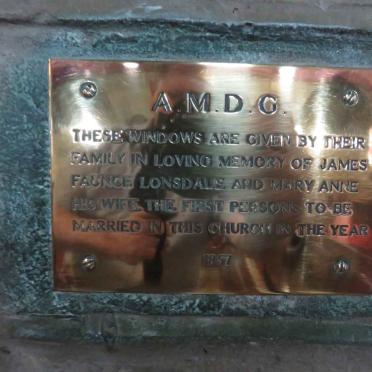 A.M.D.G.
THESE WINDOWS ARE GIVEN BY THEIR
FAMILY IN LOVING MEMORY OF JAMES
FAUNCE LONSDALE AND MARY ANNE
HIS WIFE THE FIRST PERSONS TO BE
MARRIED IN THIS CHURCH IN THE YEAR
1857